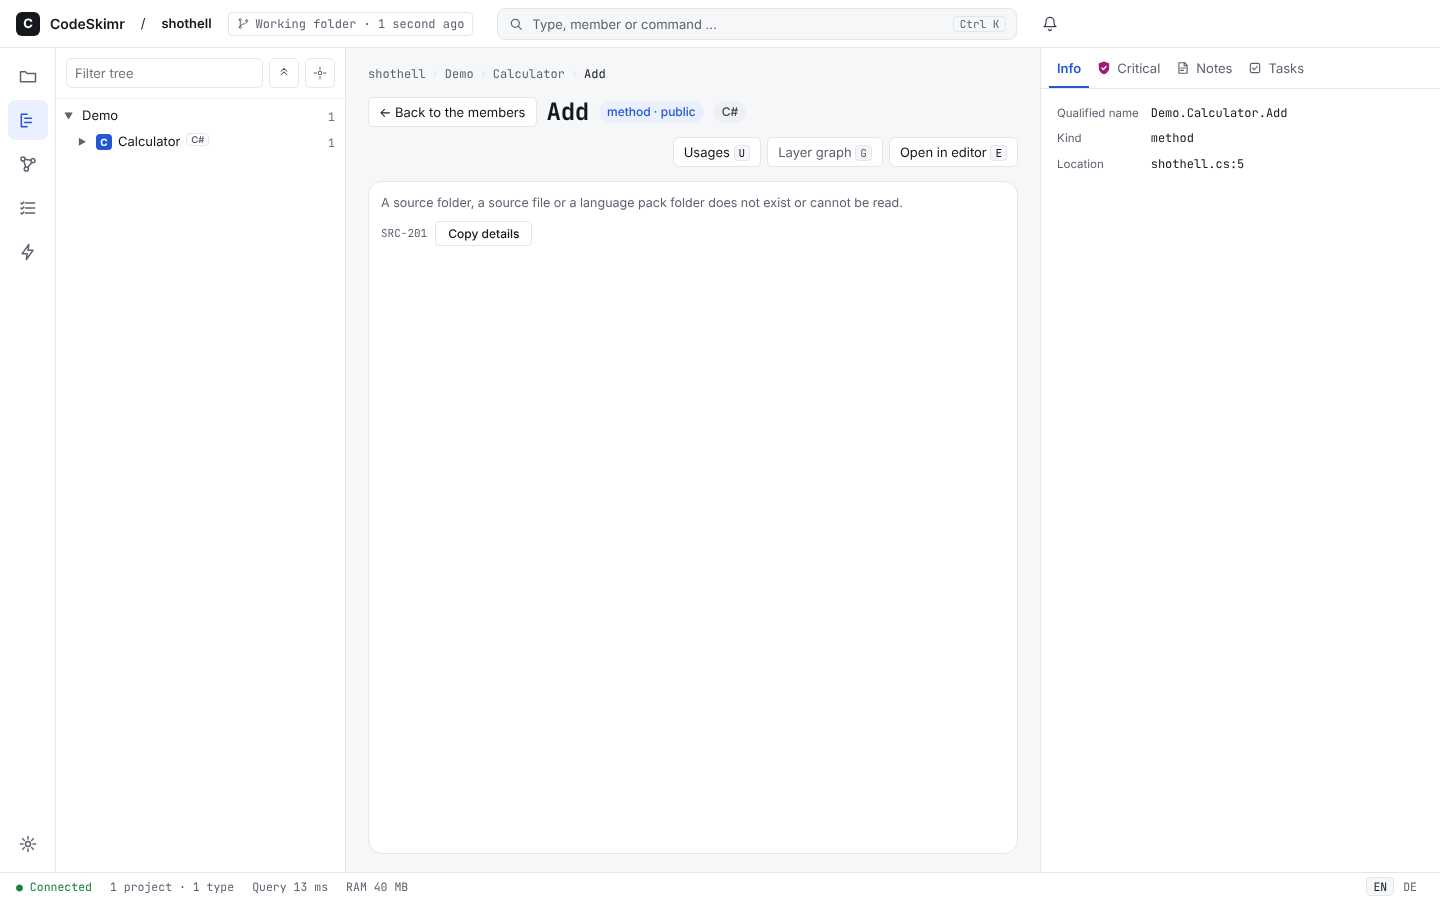 C CodeSkimr / shothell Working folder · 1 second ago Type, member or command ... Ctrl K
Filter tree
Demo 1
C Calculator C# 1
shothell › Demo › Calculator › Add
← Back to the members Add method · public C#
Usages U Layer graph G Open in editor E
A source folder, a source file or a language pack folder does not exist or cannot be read.
SRC-201 Copy details
Info Critical Notes Tasks
Qualified name Demo.Calculator.Add
Kind method
Location shothell.cs:5
● Connected 1 project · 1 type Query 13 ms RAM 40 MB EN DE